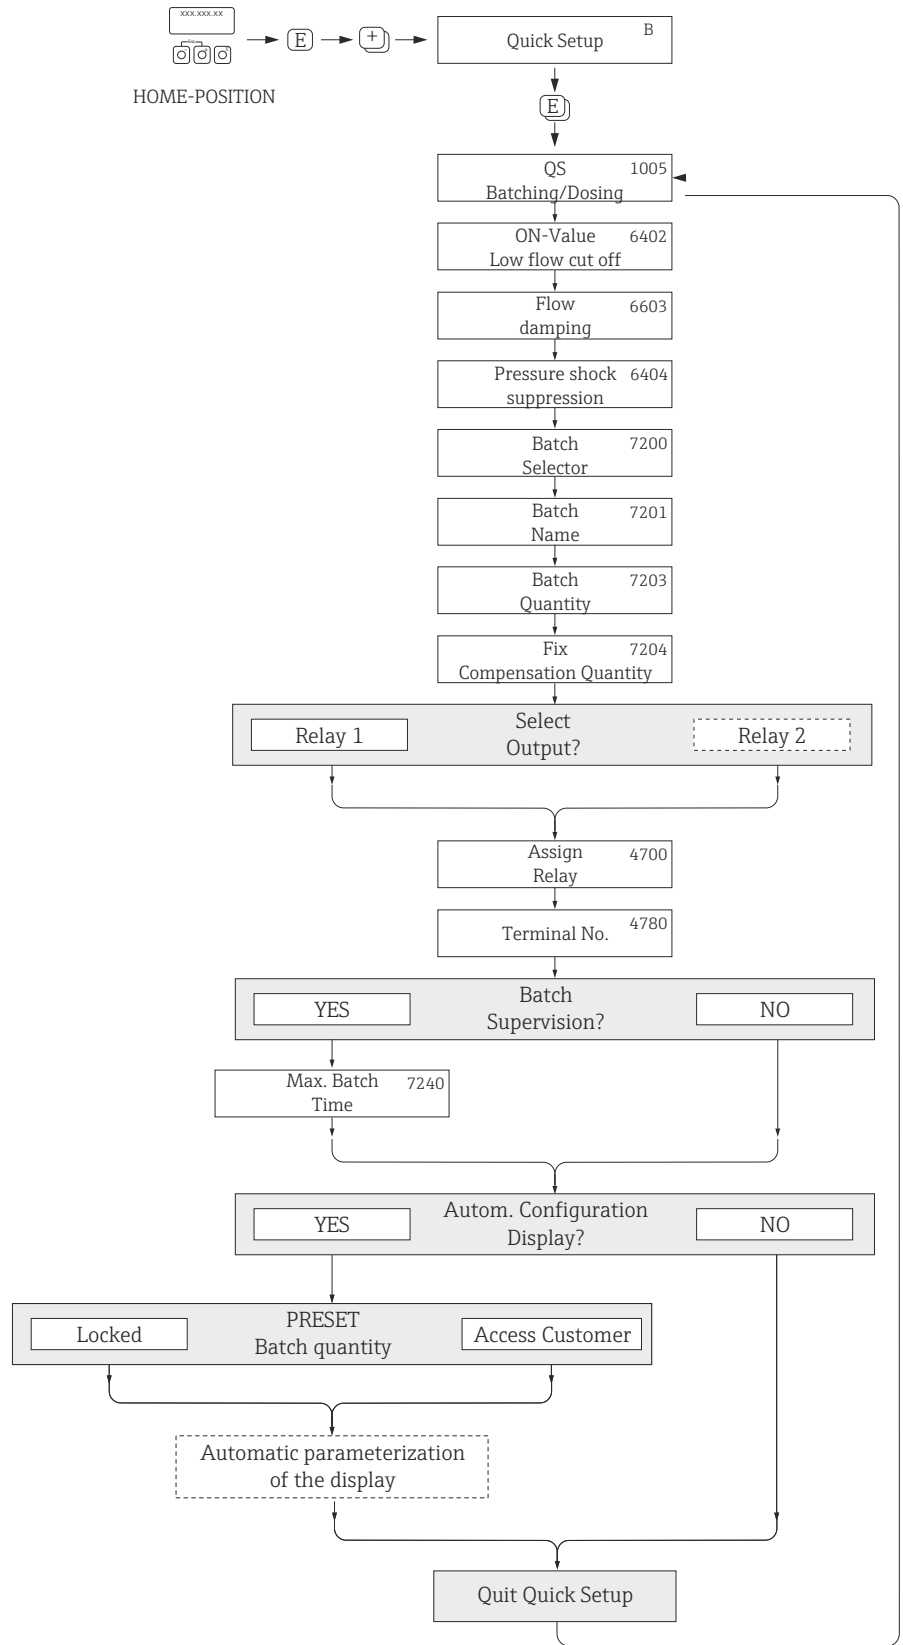 xxx.xxx.xx
Esc
E
+
Quick Setup
B
HOME-POSITION
E
QS
1005
Batching/Dosing
ON-Value
6402
Low flow cut off
Flow
6603
damping
Pressure shock
6404
suppression
Batch
7200
Selector
Batch
7201
Name
Batch
7203
Quantity
Fix
7204
Compensation Quantity
Relay 1
Select
Output?
Relay 2
Assign
4700
Relay
Terminal No.
4780
YES
Batch
Supervision?
NO
Max. Batch
7240
Time
YES
Autom. Configuration
Display?
NO
Locked
PRESET
Batch quantity
Access Customer
Automatic parameterization
of the display
Quit Quick Setup